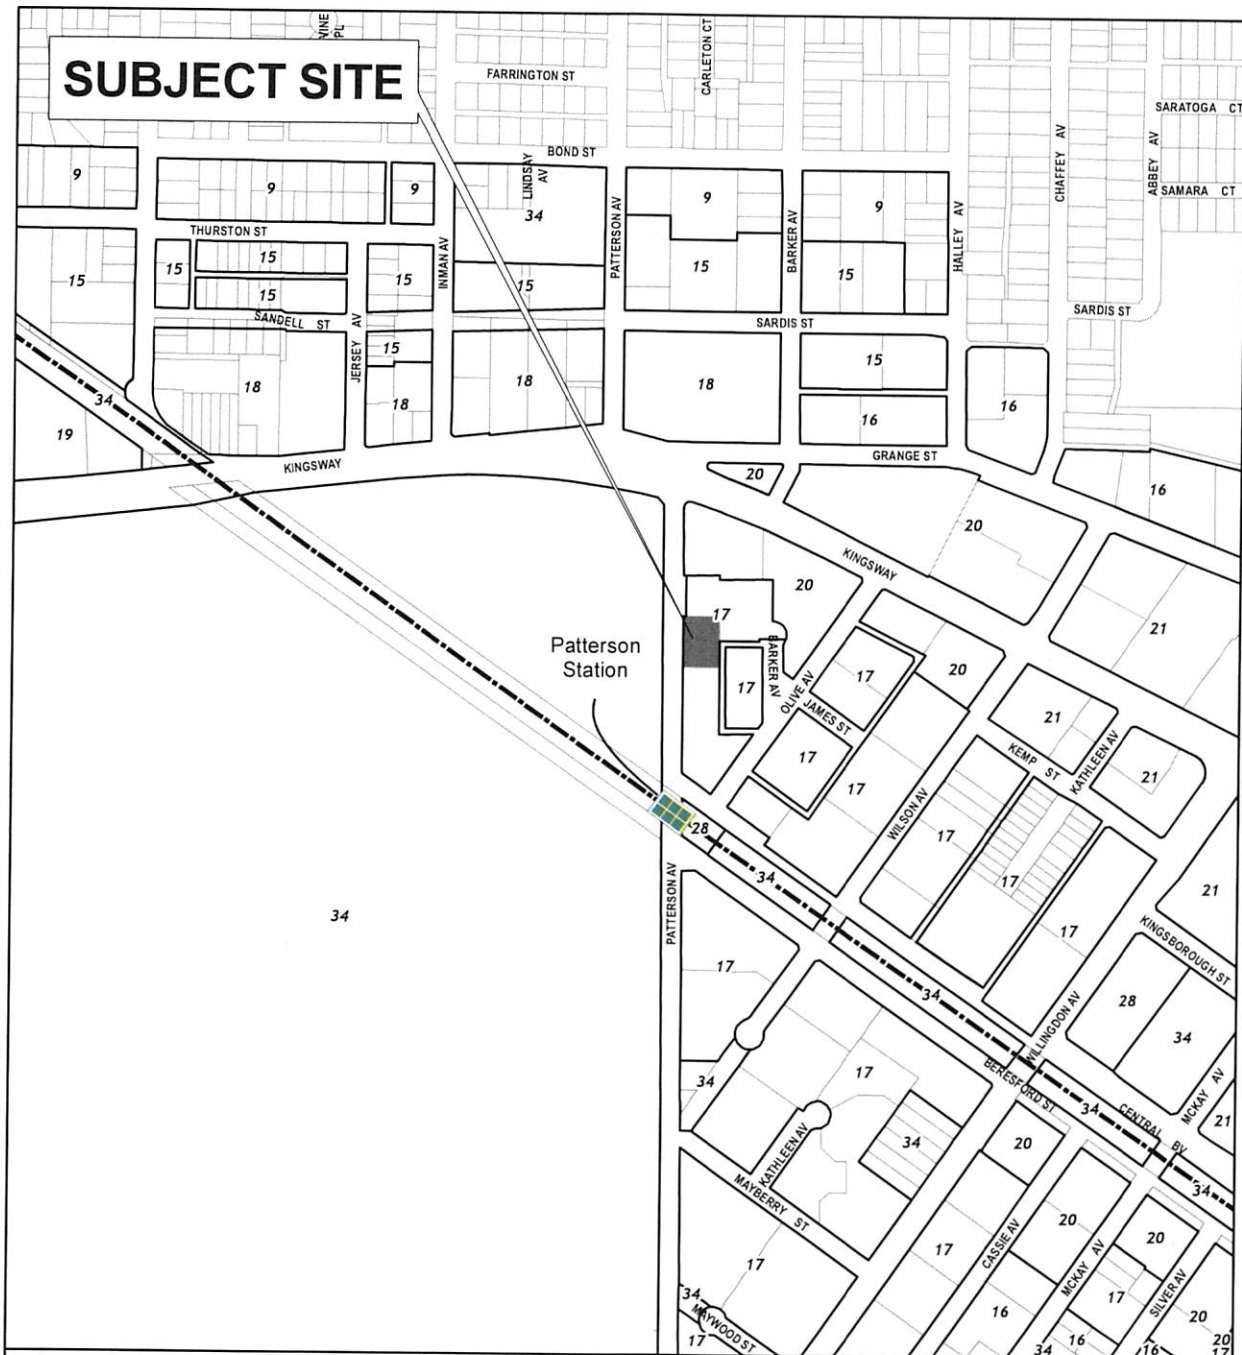 VINE
PL
CARLETON CT
SUBJECT SITE
FARRINGTON ST
SARATOGA CT
CHAFFEY AV
ABBEY AV
BOND ST
LINDSAY
AV
SAMARA CT
9
9
9
34
9
9
PATTERSON AV
BARKER AV
HALLEY AV
THURSTON ST
INMAN AV
15
15
15
15
15
15
15
15
15
SANDELL ST
JERSEY AV
SARDIS ST
SARDIS ST
15
15
18
18
18
18
34
16
16
19
GRANGE ST
KINGSWAY
20
16
20
KINGSWAY
20
17
21
Patterson
Station
BARKER AV
17
17
20
OLIVE AV
JAMES ST
21
KEMP ST
KATHLEEN AV
17
17
21
28
WILSON AV
17
34
17
21
34
PATTERSON AV
17
KINGSBOROUGH ST
17
34
28
WILLINGDON AV
34
17
BERESFORD ST
34
34
CENTRAL BV
MCKAY AV
21
KATHLEEN AV
34
20
34
MAYBERRY ST
17
17
CASSIE AV
20
MCKAY AV
20
SILVER AV
34
MAYWOOD ST
17
16
17
20
34
16
16
20
17